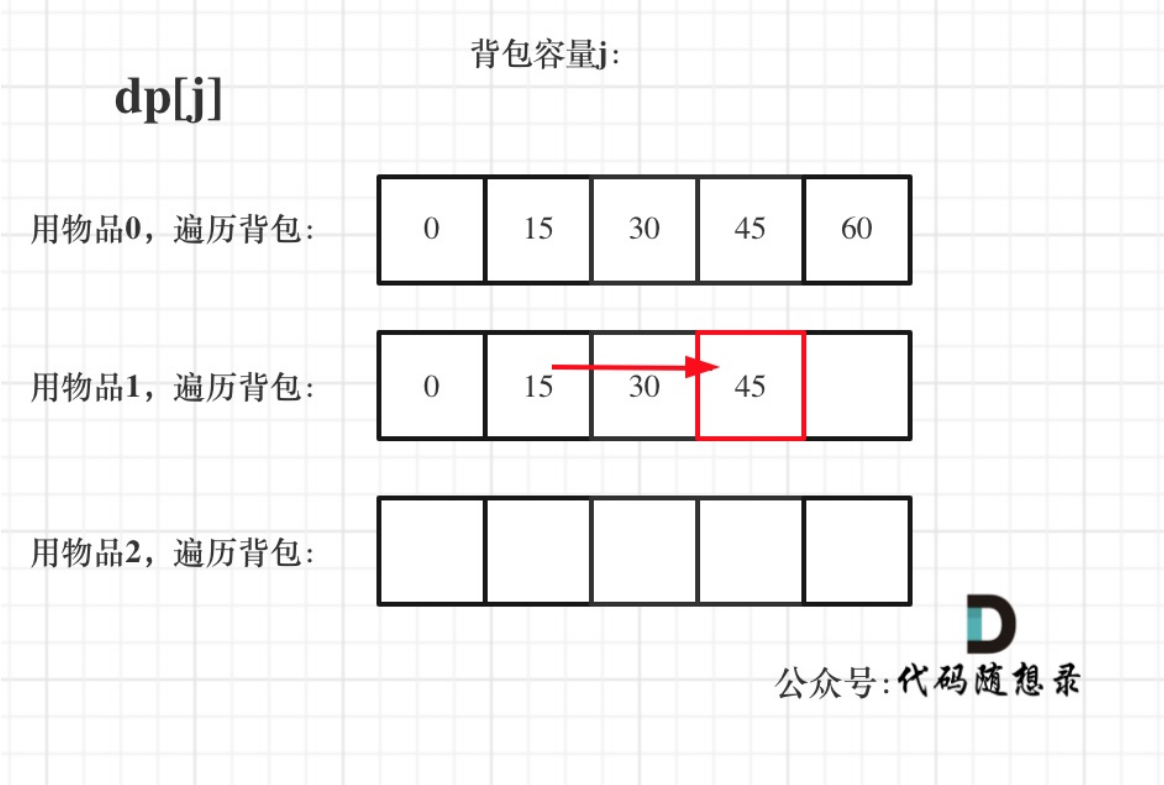 背包容量j:
dp[j]
用物品0，遍历背包: 0 15 30 45 60
用物品1，遍历背包: 0 15 30 45
用物品2，遍历背包:
D
公众号:代码随想录